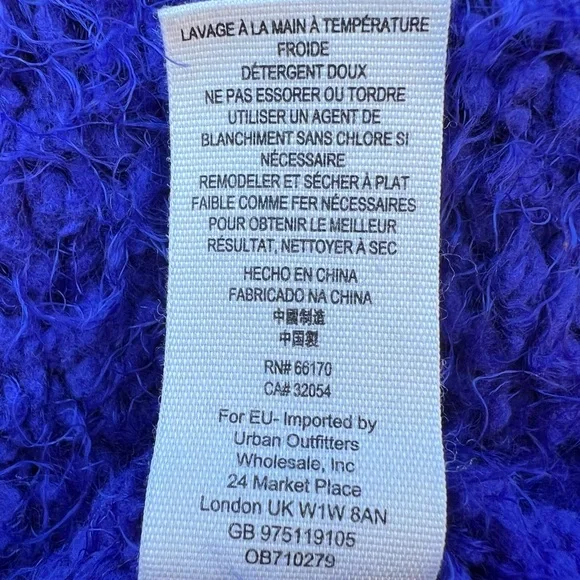 LAVAGE À LA MAIN À TEMPÉRATURE
FROIDE
DÉTERGENT DOUX
NE PAS ESSORER OU TORDRE
UTILISER UN AGENT DE
BLANCHIMENT SANS CHLORE SI
NÉCESSAIRE
REMODELER ET SÉCHER À PLAT
FAIBLE COMME FER NÉCESSAIRES
POUR OBTENIR LE MEILLEUR
RÉSULTAT, NETTOYER À SEC
HECHO EN CHINA
FABRICADO NA CHINA
中國制造
中国製
RN# 66170
CA# 32054
For EU- Imported by
Urban Outfitters
Wholesale, Inc
24 Market Place
London UK W1W 8AN
GB 975119105
OB710279